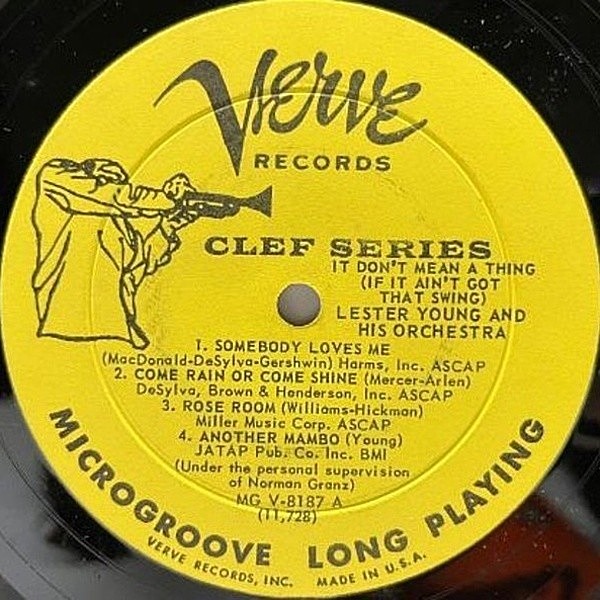 Verve
RECORDS
CLEF SERIES
IT DON'T MEAN A THING
(IF IT AIN'T GOT
THAT SWING)
LESTER YOUNG AND
HIS ORCHESTRA
1. SOMEBODY LOVES ME
(MacDonald-DeSylva-Gershwin) Harms, Inc. ASCAP
2. COME RAIN OR COME SHINE (Mercer-Arlen)
DeSylva, Brown & Henderson, Inc. ASCAP
3. ROSE ROOM (Williams-Hickman)
Miller Music Corp. ASCAP
4. ANOTHER MAMBO (Young)
JATAP Pub. Co. Inc. BMI
(Under the personal supervision
of Norman Granz)
MG V-8187 A
(11,728)
MICROGROOVE LONG PLAYING
VERVE RECORDS, INC. MADE IN U.S.A.